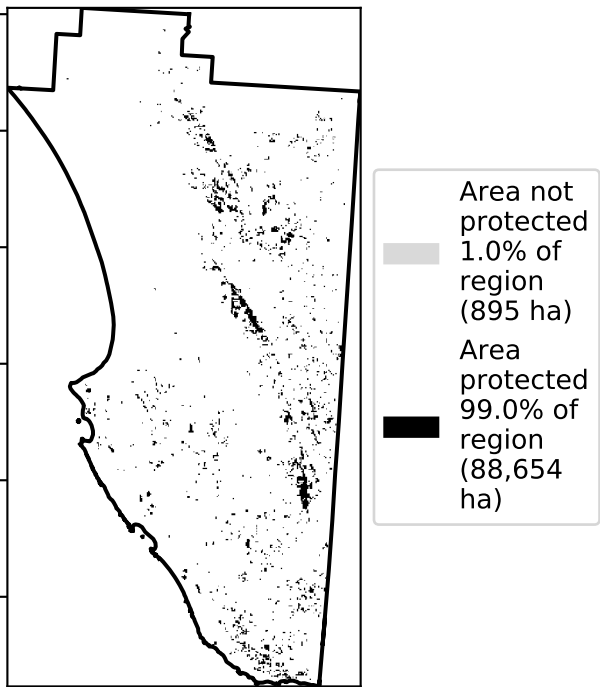 Area not
protected
1.0% of
region
(895 ha)
Area
protected
99.0% of
region
(88,654
ha)